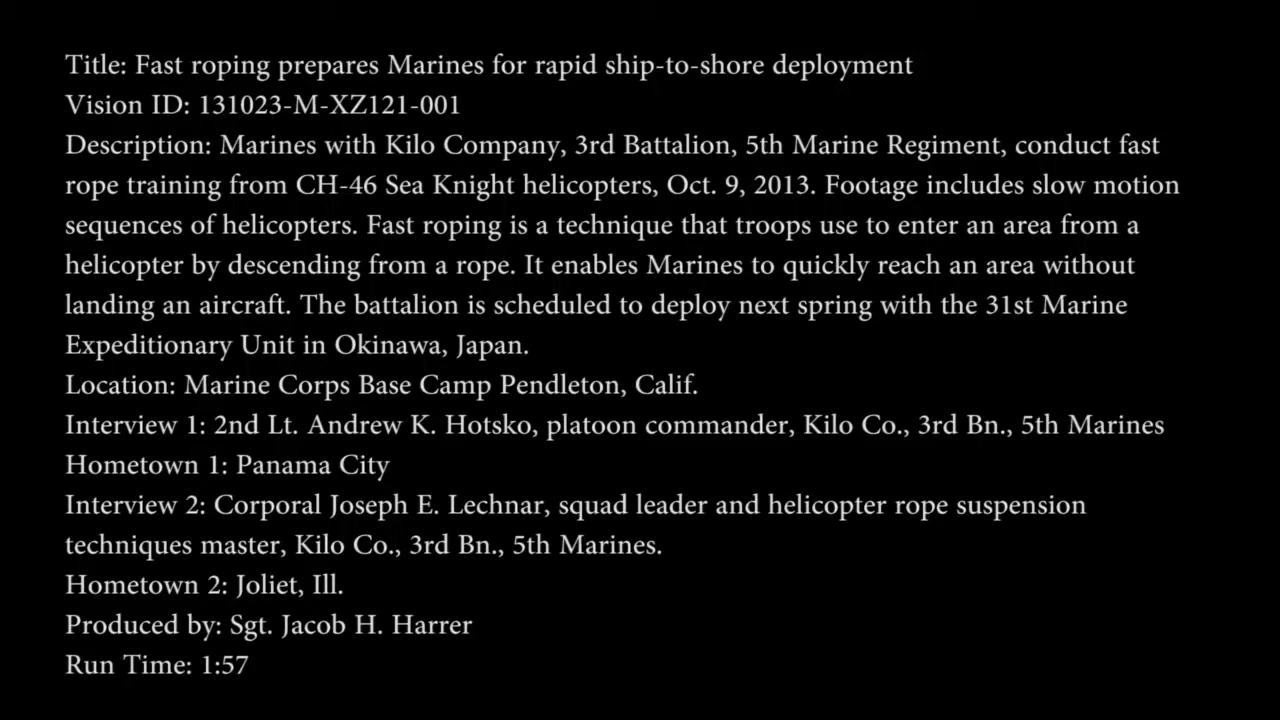 Title: Fast roping prepares Marines for rapid ship-to-shore deployment
Vision ID: 131023-M-XZ121-001
Description: Marines with Kilo Company, 3rd Battalion, 5th Marine Regiment, conduct fast
rope training from CH-46 Sea Knight helicopters, Oct. 9, 2013. Footage includes slow motion
sequences of helicopters. Fast roping is a technique that troops use to enter an area from a
helicopter by descending from a rope. It enables Marines to quickly reach an area without
landing an aircraft. The battalion is scheduled to deploy next spring with the 31st Marine
Expeditionary Unit in Okinawa, Japan.
Location: Marine Corps Base Camp Pendleton, Calif.
Interview 1: 2nd Lt. Andrew K. Hotsko, platoon commander, Kilo Co., 3rd Bn., 5th Marines
Hometown 1: Panama City
Interview 2: Corporal Joseph E. Lechnar, squad leader and helicopter rope suspension
techniques master, Kilo Co., 3rd Bn., 5th Marines.
Hometown 2: Joliet, Ill.
Produced by: Sgt. Jacob H. Harrer
Run Time: 1:57